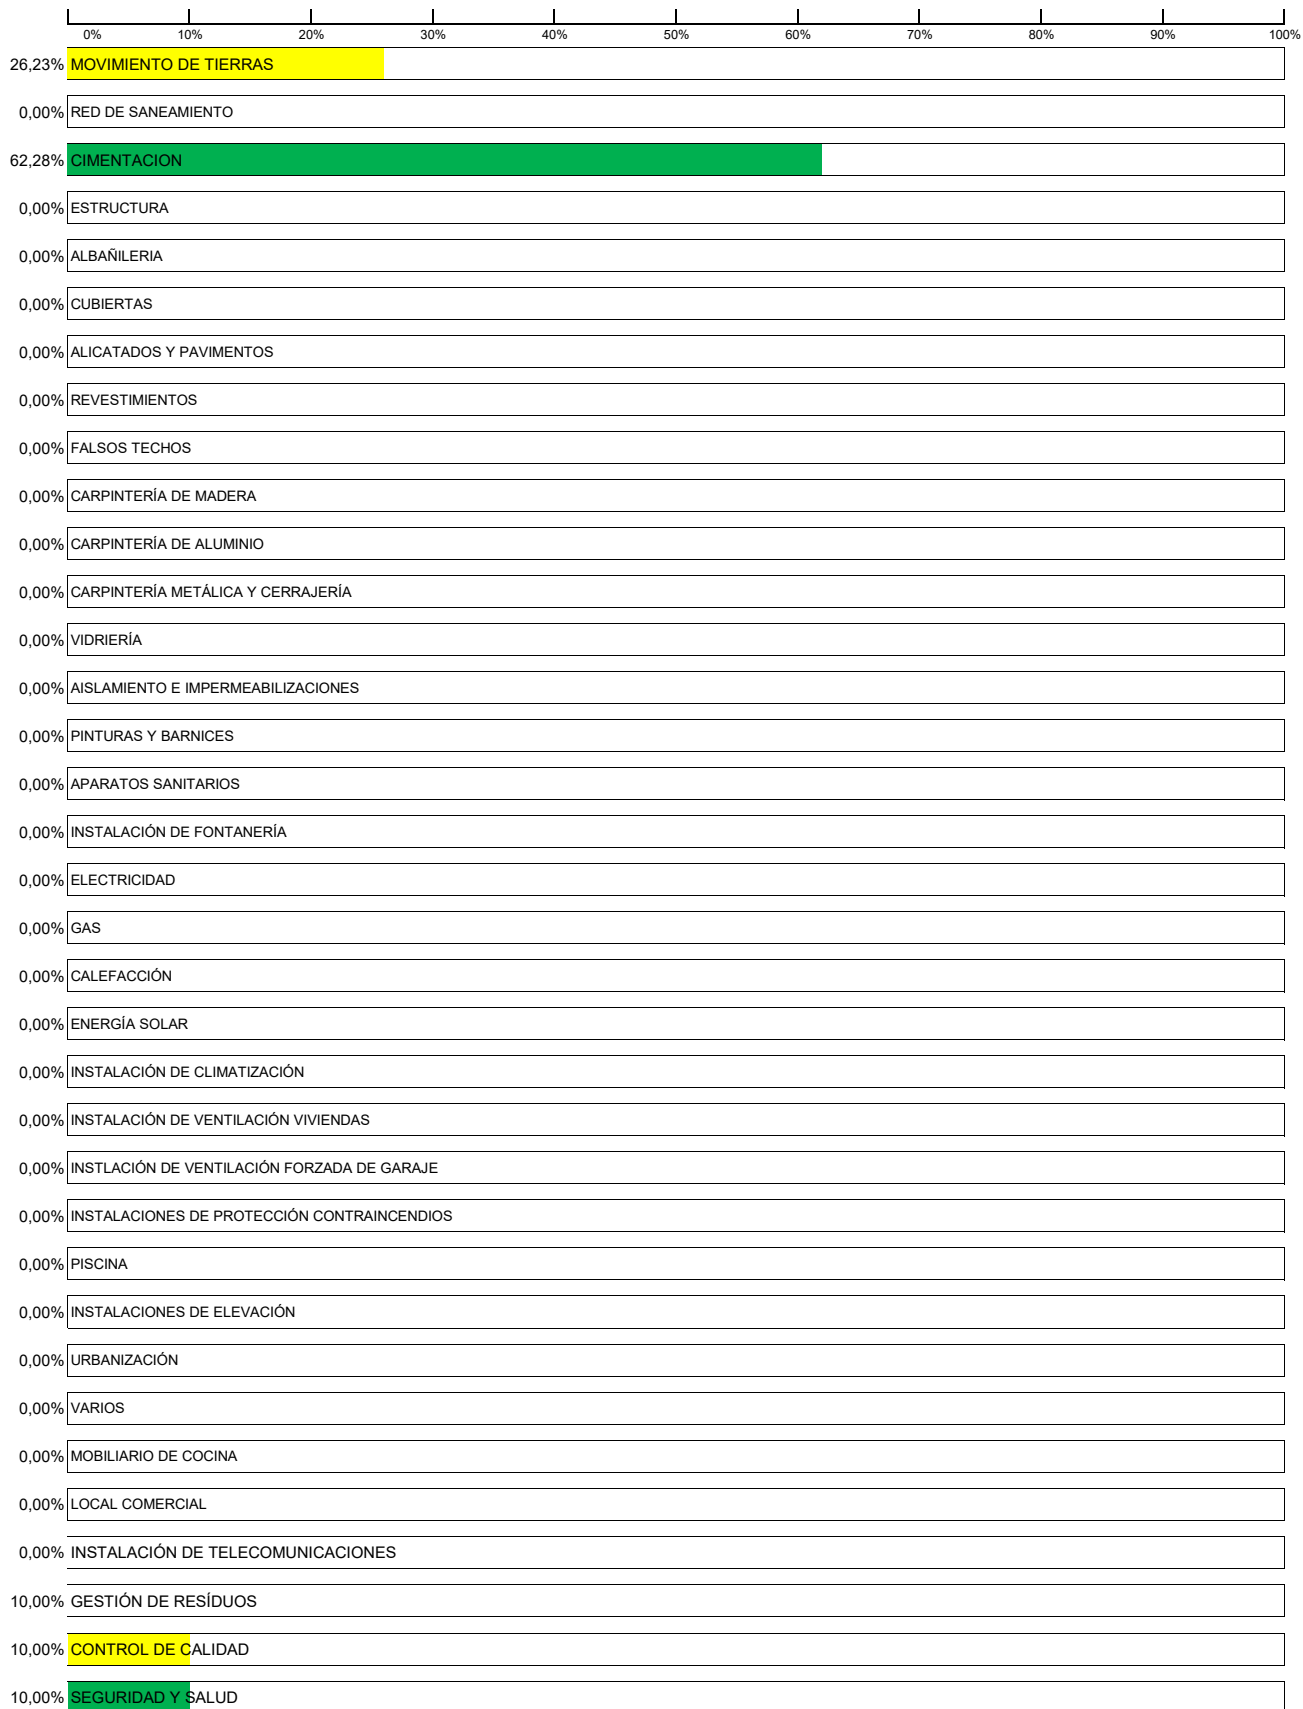 0% 10% 20% 30% 40% 50% 60% 70% 80% 90% 100%
26,23% MOVIMIENTO DE TIERRAS
0,00% RED DE SANEAMIENTO
62,28% CIMENTACION
0,00% ESTRUCTURA
0,00% ALBAÑILERIA
0,00% CUBIERTAS
0,00% ALICATADOS Y PAVIMENTOS
0,00% REVESTIMIENTOS
0,00% FALSOS TECHOS
0,00% CARPINTERÍA DE MADERA
0,00% CARPINTERÍA DE ALUMINIO
0,00% CARPINTERÍA METÁLICA Y CERRAJERÍA
0,00% VIDRIERÍA
0,00% AISLAMIENTO E IMPERMEABILIZACIONES
0,00% PINTURAS Y BARNICES
0,00% APARATOS SANITARIOS
0,00% INSTALACIÓN DE FONTANERÍA
0,00% ELECTRICIDAD
0,00% GAS
0,00% CALEFACCIÓN
0,00% ENERGÍA SOLAR
0,00% INSTALACIÓN DE CLIMATIZACIÓN
0,00% INSTALACIÓN DE VENTILACIÓN VIVIENDAS
0,00% INSTLACIÓN DE VENTILACIÓN FORZADA DE GARAJE
0,00% INSTALACIONES DE PROTECCIÓN CONTRAINCENDIOS
0,00% PISCINA
0,00% INSTALACIONES DE ELEVACIÓN
0,00% URBANIZACIÓN
0,00% VARIOS
0,00% MOBILIARIO DE COCINA
0,00% LOCAL COMERCIAL
0,00% INSTALACIÓN DE TELECOMUNICACIONES
10,00% GESTIÓN DE RESÍDUOS
10,00% CONTROL DE CALIDAD
10,00% SEGURIDAD Y SALUD